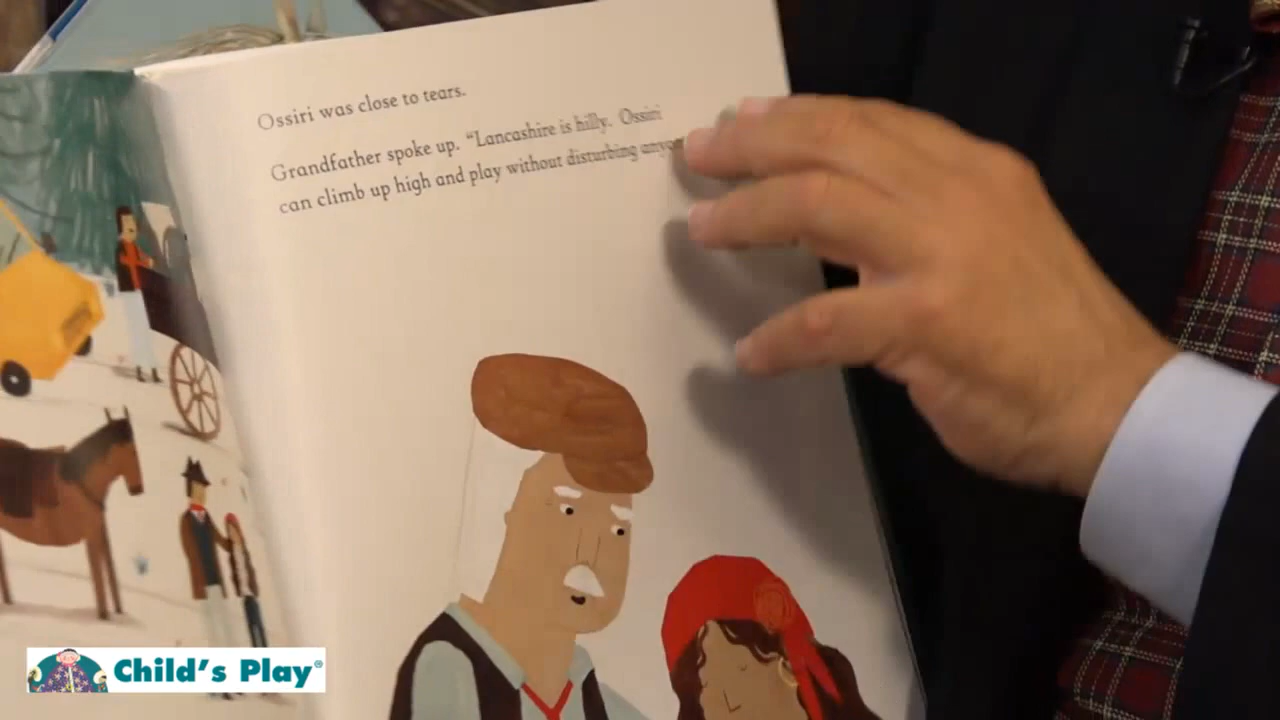 Ossiri was close to tears.
Grandfather spoke up. "Lancashire is hilly. Ossiri
can climb up high and play without disturbing
Child's Play®